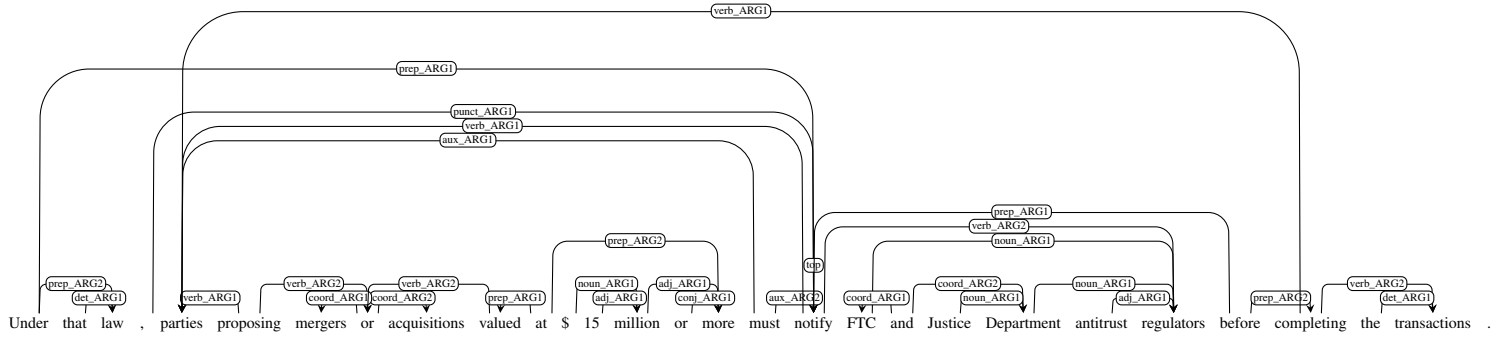 verb_ARG1
prep_ARG1
punct_ARG1
verb_ARG1
aux_ARG1
prep_ARG1
verb_ARG2
prep_ARG2 noun_ARG1
top
prep_ARG2 verb_ARG2 verb_ARG2 noun_ARG1 adj_ARG1 coord_ARG2 noun_ARG1 verb_ARG2
det_ARG1 verb_ARG1 coord_ARG1 coord_ARG2 prep_ARG1 adj_ARG1 conj_ARG1 aux_ARG2 coord_ARG1 noun_ARG1 adj_ARG1 prep_ARG2 det_ARG1
Under that law , parties proposing mergers or acquisitions valued at $ 15 million or more must notify FTC and Justice Department antitrust regulators before completing the transactions .